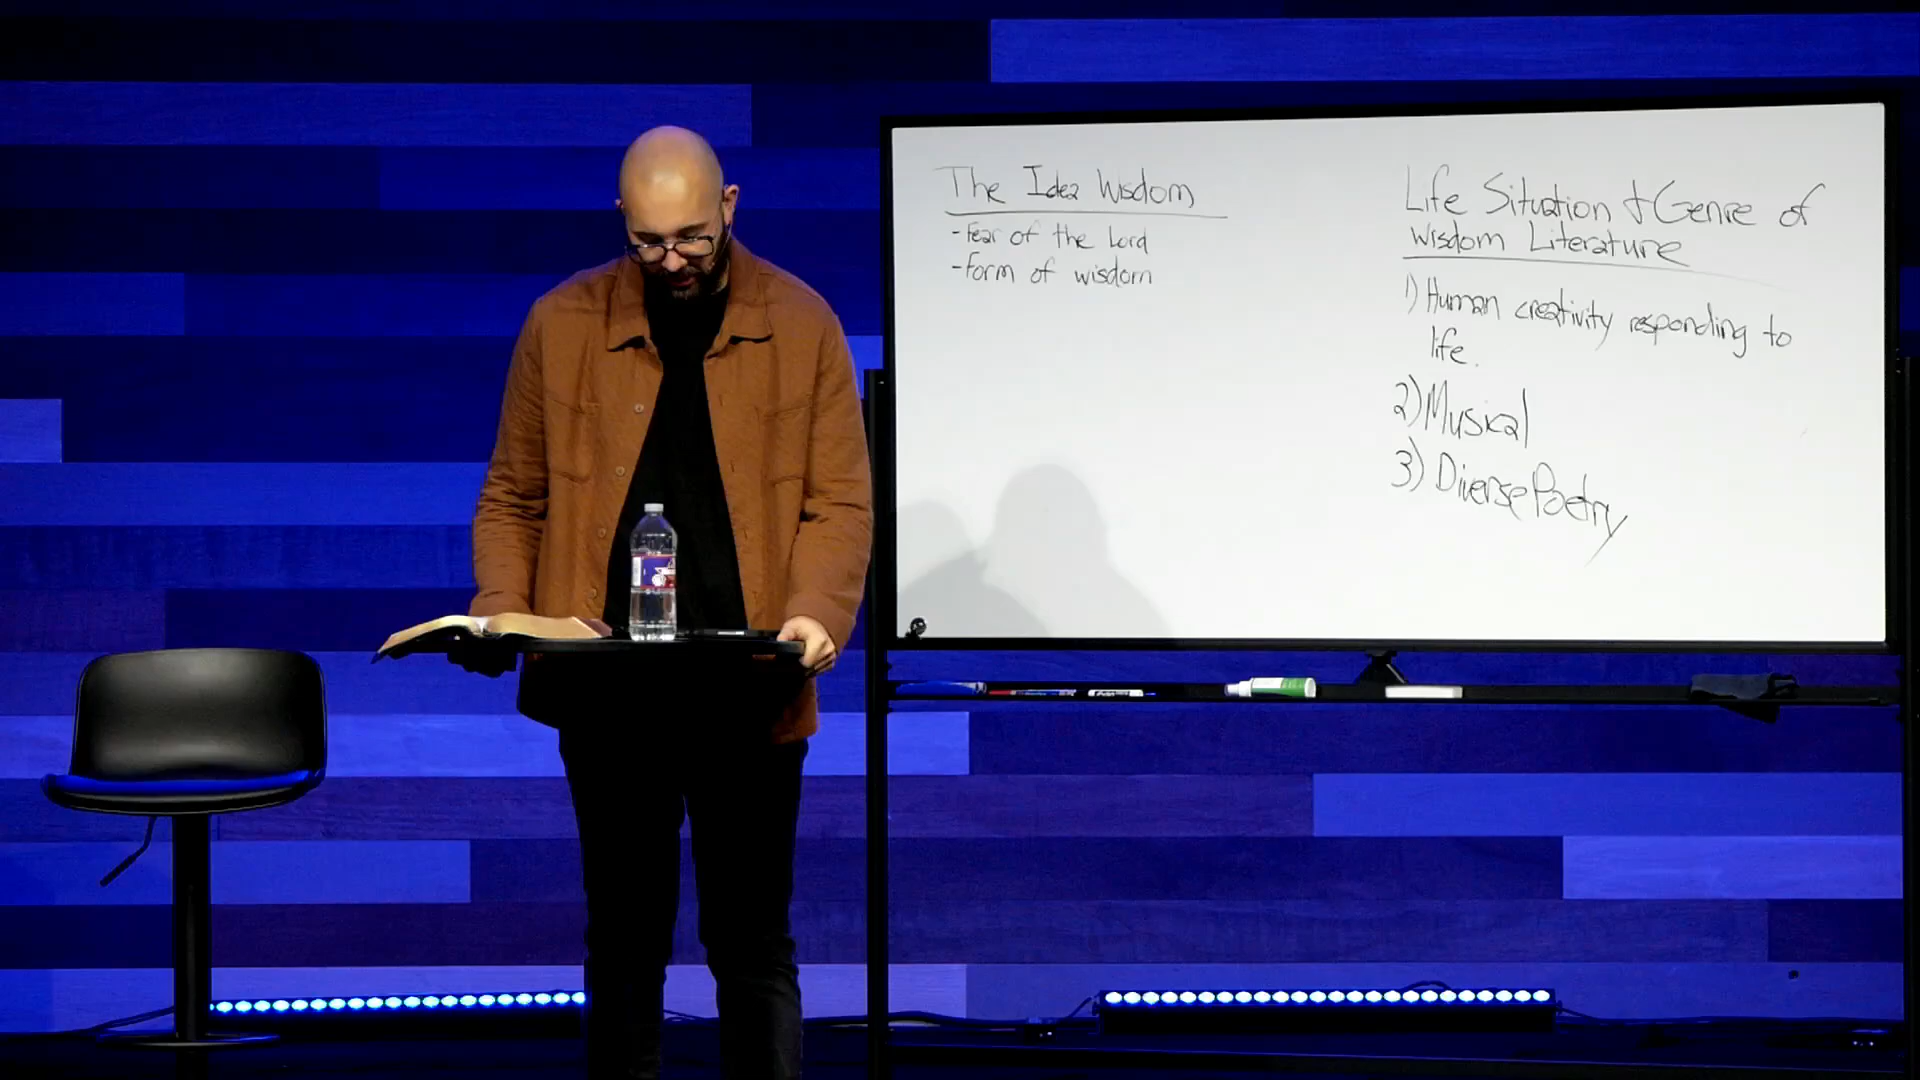 The Idea Wisdom
-fear of the Lord
-form of wisdom
Life Situation + Genre of
Wisdom Literature
1) Human creativity responding to
life.
2) Musical
3) Diverse Poetry